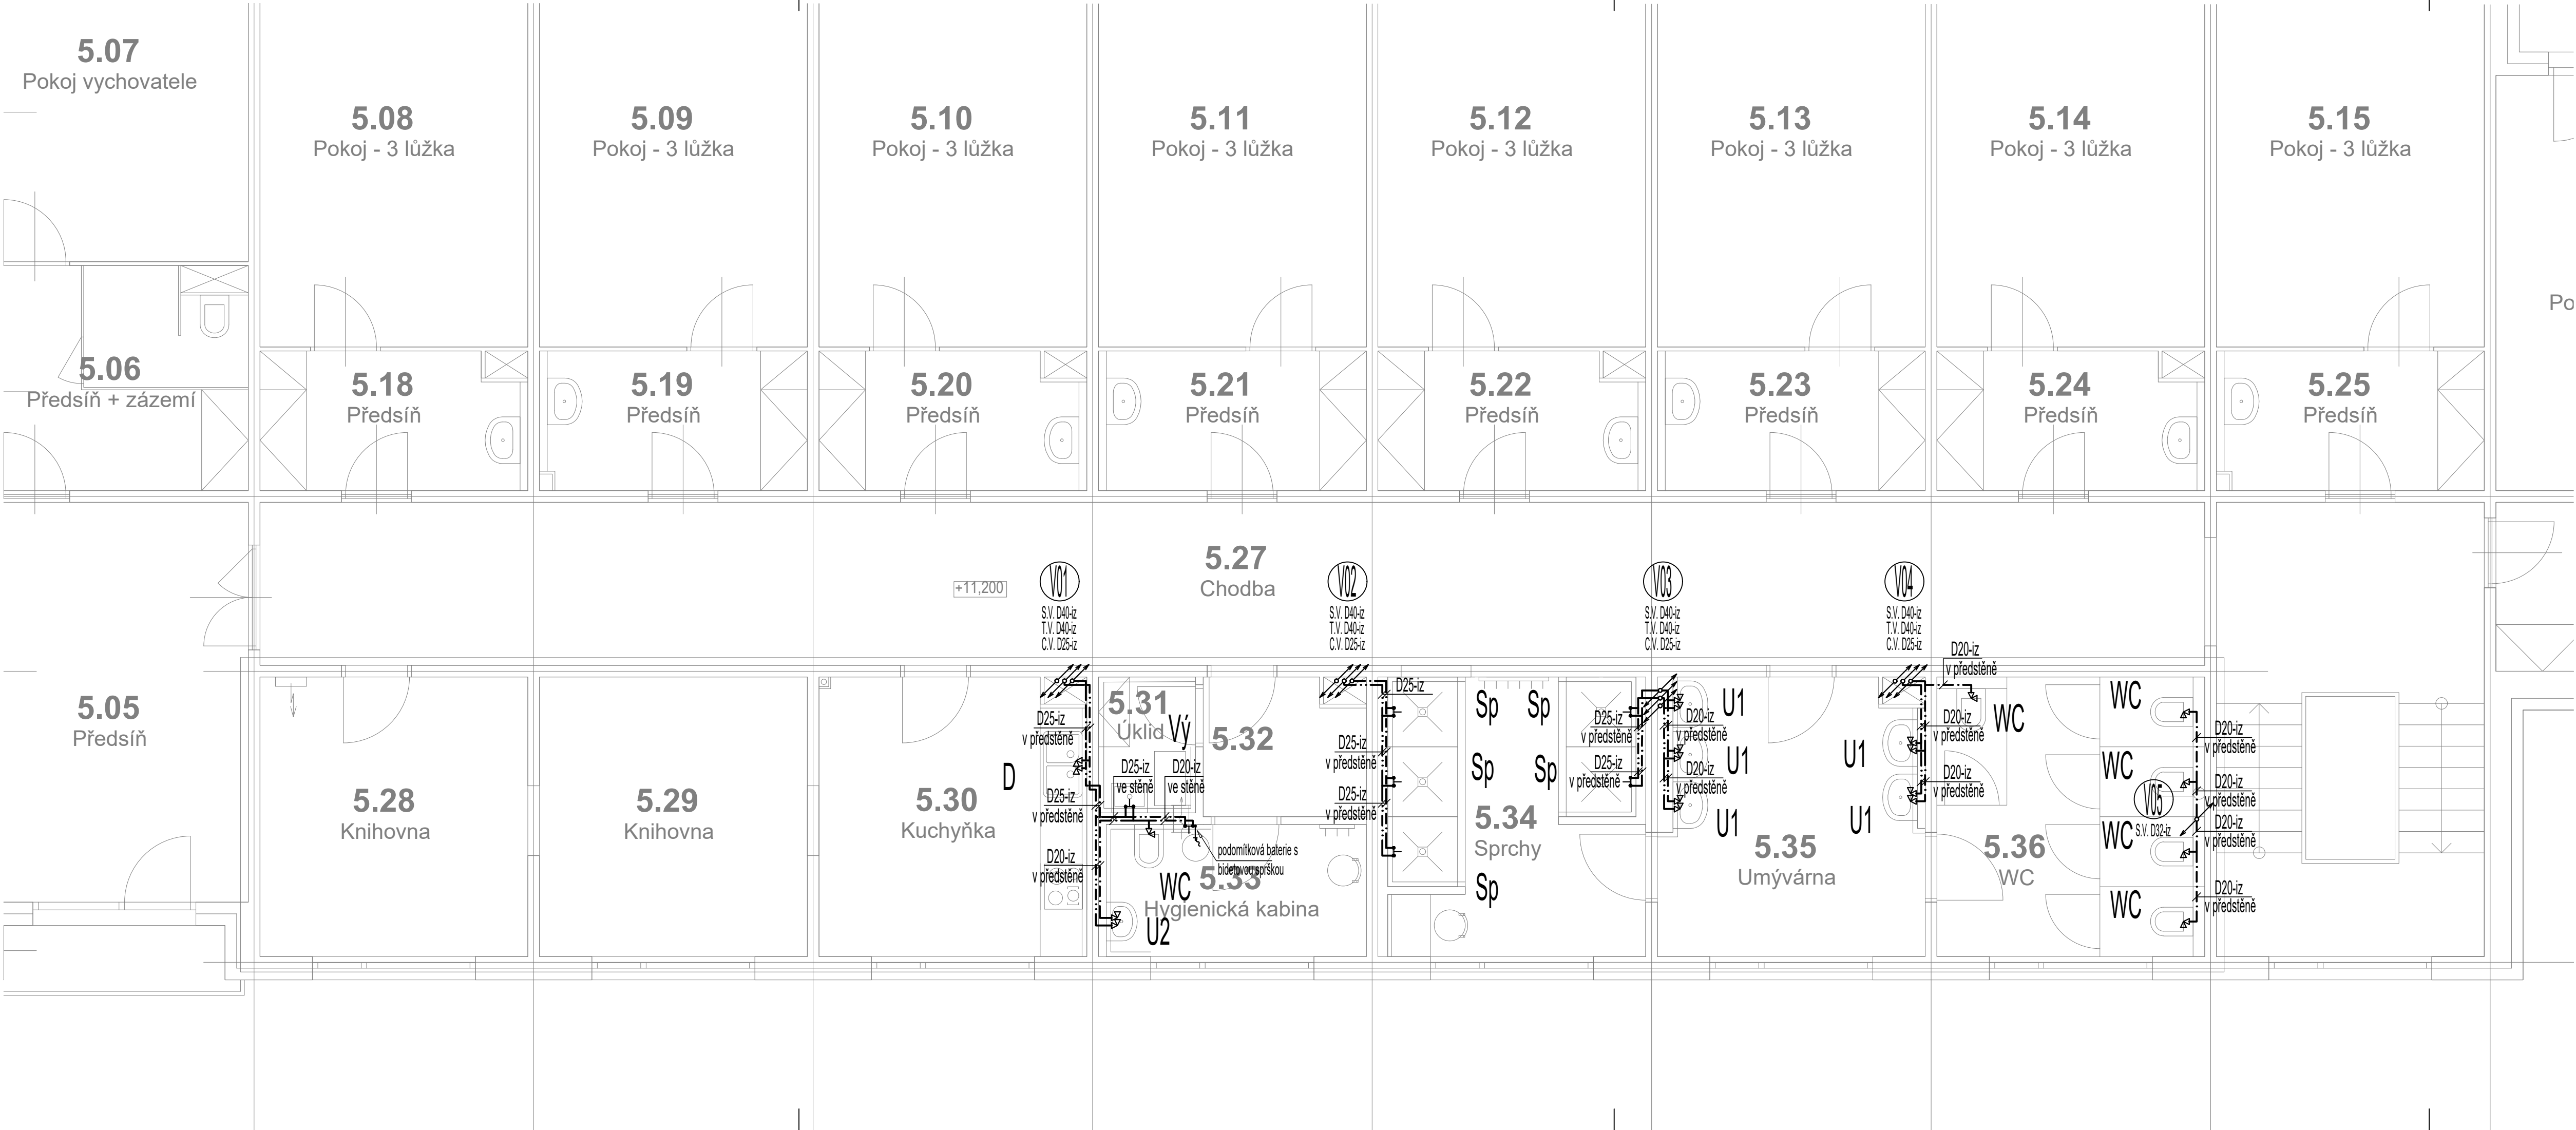 5.07
Pokoj vychovatele
5.08
Pokoj - 3 lůžka
5.09
Pokoj - 3 lůžka
5.10
Pokoj - 3 lůžka
5.11
Pokoj - 3 lůžka
5.12
Pokoj - 3 lůžka
5.13
Pokoj - 3 lůžka
5.14
Pokoj - 3 lůžka
5.15
Pokoj - 3 lůžka
Po
5.06
Předsíň + zázemí
5.18
Předsíň
5.19
Předsíň
5.20
Předsíň
5.21
Předsíň
5.22
Předsíň
5.23
Předsíň
5.24
Předsíň
5.25
Předsíň
+11,200
5.27
Chodba
V01
S.V. D40-iz
T.V. D40-iz
C.V. D25-iz
V02
S.V. D40-iz
T.V. D40-iz
C.V. D25-iz
V03
S.V. D40-iz
T.V. D40-iz
C.V. D25-iz
V04
S.V. D40-iz
T.V. D40-iz
C.V. D25-iz
5.05
Předsíň
5.28
Knihovna
5.29
Knihovna
5.30
Kuchyňka
D
D25-iz
v předstěně
D25-iz
v předstěně
D20-iz
v předstěně
5.31
Úklid
Vý
D25-iz
ve stěně
D20-iz
ve stěně
5.32
podomítková baterie s
bidetovou sprškou
5.33
Hygienická kabina
WC
U2
D25-iz
D25-iz
v předstěně
D25-iz
v předstěně
Sp
Sp
Sp
Sp
Sp
5.34
Sprchy
D25-iz
v předstěně
D25-iz
v předstěně
D20-iz
v předstěně
D20-iz
v předstěně
U1
U1
U1
U1
U1
5.35
Umývárna
D20-iz
v předstěně
D20-iz
v předstěně
D20-iz
v předstěně
WC
5.36
WC
WC
WC
WC
WC
V05
S.V. D32-iz
D20-iz
v předstěně
D20-iz
v předstěně
D20-iz
v předstěně
D20-iz
v předstěně